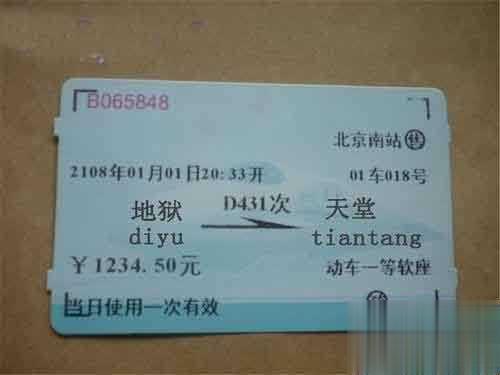 B065848
北京南站 售
2108年01月01日20:33开 01车018号
地狱 D431次 天堂
diyu tiantang
￥1234.50元 动车一等软座
当日使用一次有效